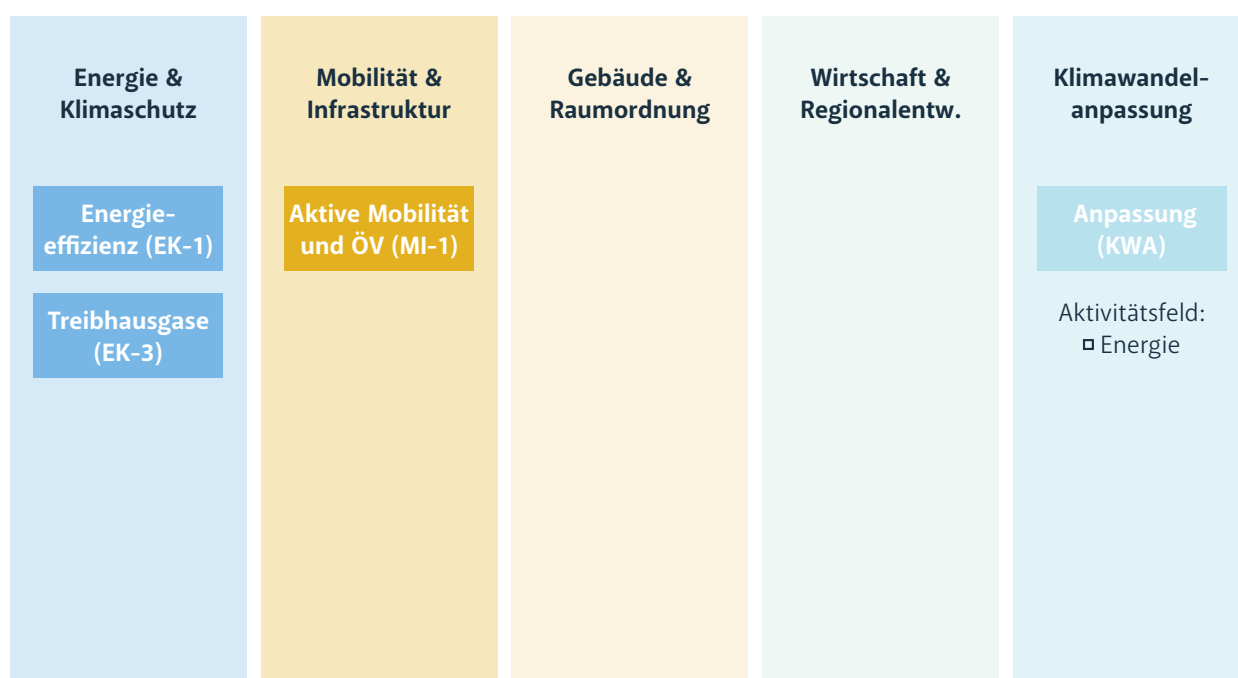 Energie &
Klimaschutz
Energie-
effizienz (EK-1)
Treibhausgase
(EK-3)
Mobilität &
Infrastruktur
Aktive Mobilität
und ÖV (MI-1)
Gebäude &
Raumordnung
Wirtschaft &
Regionalentw.
Klimawandel-
anpassung
Anpassung
(KWA)
Aktivitätsfeld:
Energie